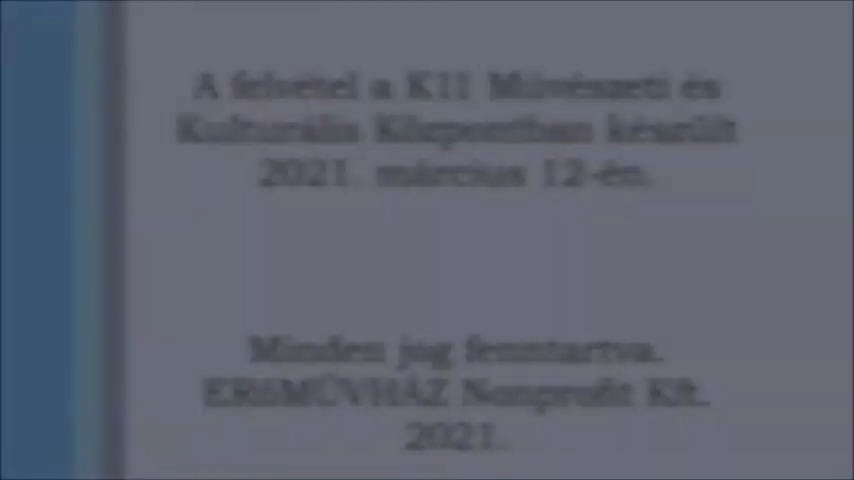 A felvétel a K11 Művészeti és
Kulturális Központban készült
2021. március 12-én.
Minden jog fenntartva.
ERőMŰVHÁZ Nonprofit Kft.
2021.